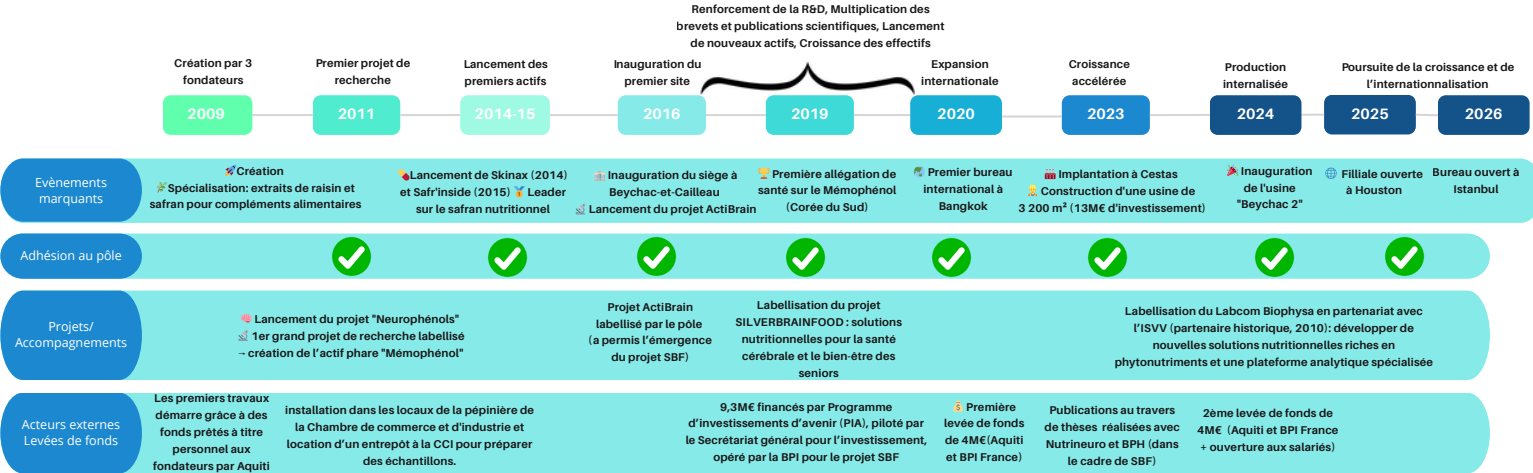 Renforcement de la R&D, Multiplication des
brevets et publications scientifiques, Lancement
de nouveaux actifs, Croissance des effectifs
Création par 3
fondateurs
Premier projet de
recherche
Lancement des
premiers actifs
Inauguration du
premier site
Expansion
internationale
Croissance
accélérée
Production
internalisée
Poursuite de la croissance et de
l'internationnalisation
2009
2011
2014-15
2016
2019
2020
2023
2024
2025
2026
Evènements
marquants
🚀Création
🌿Spécialisation: extraits de raisin et
safran pour compléments alimentaires
💊Lancement de Skinax (2014)
et Safr'inside (2015) 🥇 Leader
sur le safran nutritionnel
🏢 Inauguration du siège à
Beychac-et-Cailleau
🔬 Lancement du projet ActiBrain
🏆Première allégation de
santé sur le Mémophénol
(Corée du Sud)
🌏 Premier bureau
international à
Bangkok
🏭 Implantation à Cestas
👷 Construction d'une usine de
3 200 m² (13M€ d'investissement)
🎉 Inauguration
de l'usine
"Beychac 2"
🌐 Filliale ouverte
à Houston
Bureau ouvert à
Istanbul
Adhésion au pôle
Projets/
Accompagnements
🧠 Lancement du projet "Neurophénols"
🔬 1er grand projet de recherche labellisé
→ création de l'actif phare "Mémophénol"
Projet ActiBrain
labellisé par le pôle
(a permis l'émergence
du projet SBF)
Labellisation du projet
SILVERBRAINFOOD : solutions
nutritionnelles pour la santé
cérébrale et le bien-être des
seniors
Labellisation du Labcom Biophysa en partenariat avec
l'ISVV (partenaire historique, 2010): développer de
nouvelles solutions nutritionnelles riches en
phytonutriments et une plateforme analytique spécialisée
Acteurs externes
Levées de fonds
Les premiers travaux
démarre grâce à des
fonds prêtés à titre
personnel aux
fondateurs par Aquiti
installation dans les locaux de la pépinière de
la Chambre de commerce et d'industrie et
location d'un entrepôt à la CCI pour préparer
des échantillons.
9,3M€ financés par Programme
d'investissements d'avenir (PIA), piloté par
le Secrétariat général pour l'investissement,
opéré par la BPI pour le projet SBF
💰 Première
levée de fonds
de 4M€(Aquiti
et BPI France)
Publications au travers
de thèses réalisées avec
Nutrineuro et BPH (dans
le cadre de SBF)
2ème levée de fonds de
4M€ (Aquiti et BPI France
+ ouverture aux salariés)